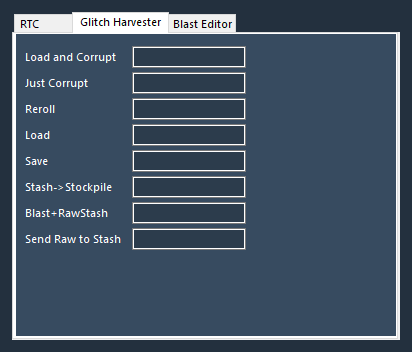 RTC Glitch Harvester Blast Editor
Load and Corrupt
Just Corrupt
Reroll
Load
Save
Stash->Stockpile
Blast+RawStash
Send Raw to Stash